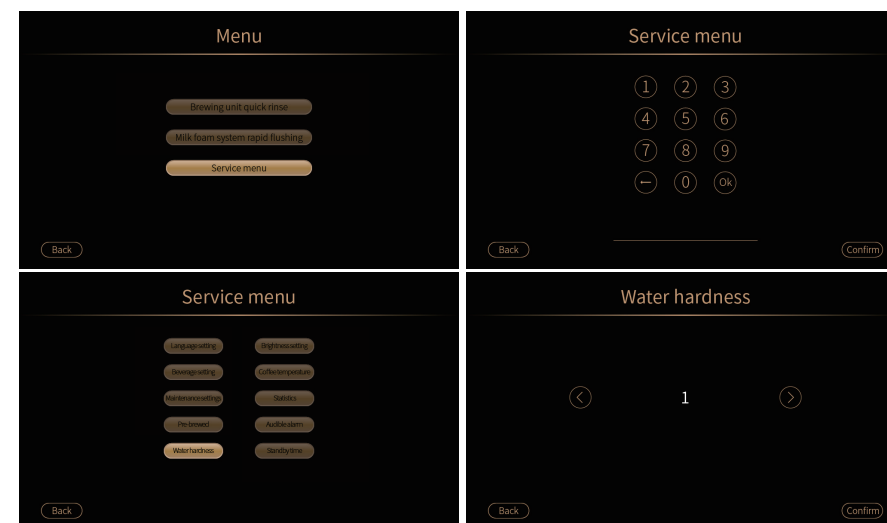 Menu
Brewing unit quick rinse
Milk foam system rapid flushing
Service menu
Back
Service menu
1 2 3
4 5 6
7 8 9
← 0 Ok
Back Confirm
Service menu
Language setting Brightness setting
Beverage setting Coffee temperature
Maintenance settings Statistics
Pre-brewed Audible alarm
Water hardness Standby time
Back
Water hardness
< 1 >
Back Confirm